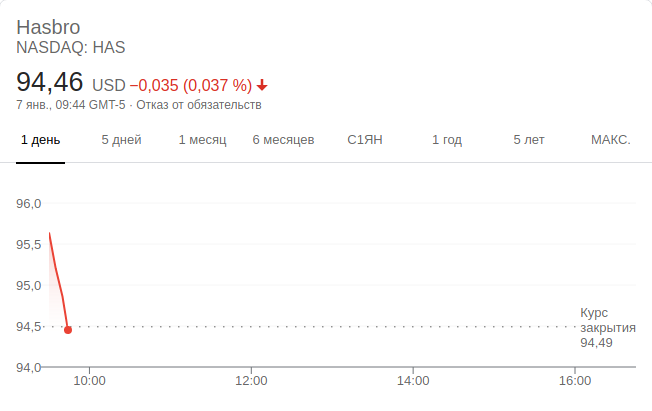 Hasbro
NASDAQ: HAS
94,46 USD −0,035 (0,037 %)
7 янв., 09:44 GMT-5 · Отказ от обязательств
1 день 5 дней 1 месяц 6 месяцев С1ЯН 1 год 5 лет МАКС.
96,0
95,5
95,0
94,5
94,0
Курс
закрытия
94,49
10:00 12:00 14:00 16:00